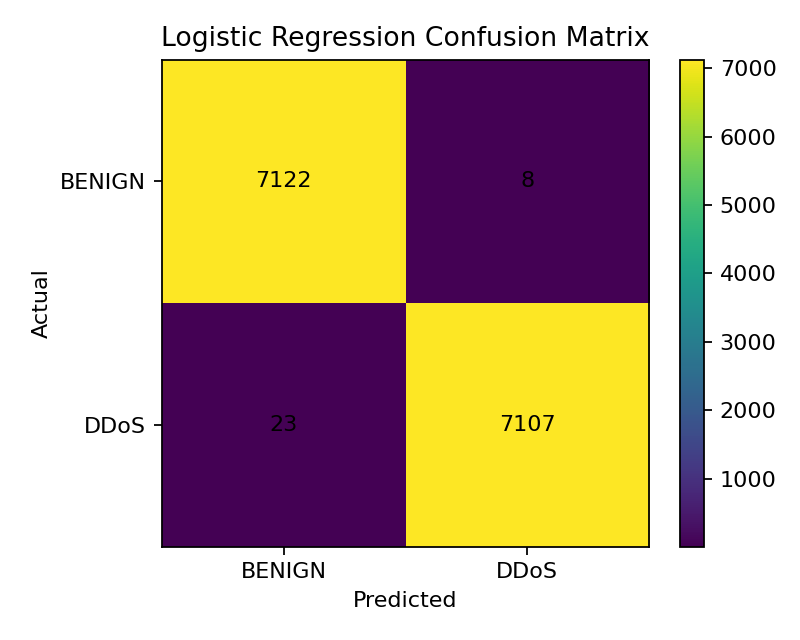 Logistic Regression Confusion Matrix
7000
6000
BENIGN
7122
8
5000
4000
Actual
3000
2000
DDoS
23
7107
1000
BENIGN
DDoS
Predicted